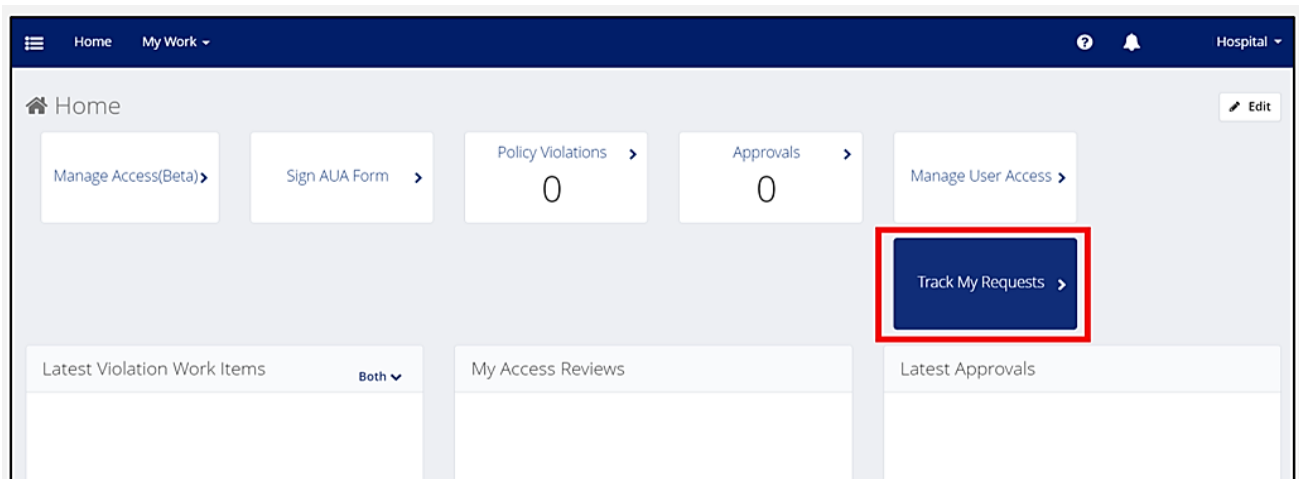 Home My Work Hospital
Home Edit
Manage Access(Beta) Sign AUA Form Policy Violations Approvals Manage User Access
0 0
Track My Requests
Latest Violation Work Items Both My Access Reviews Latest Approvals